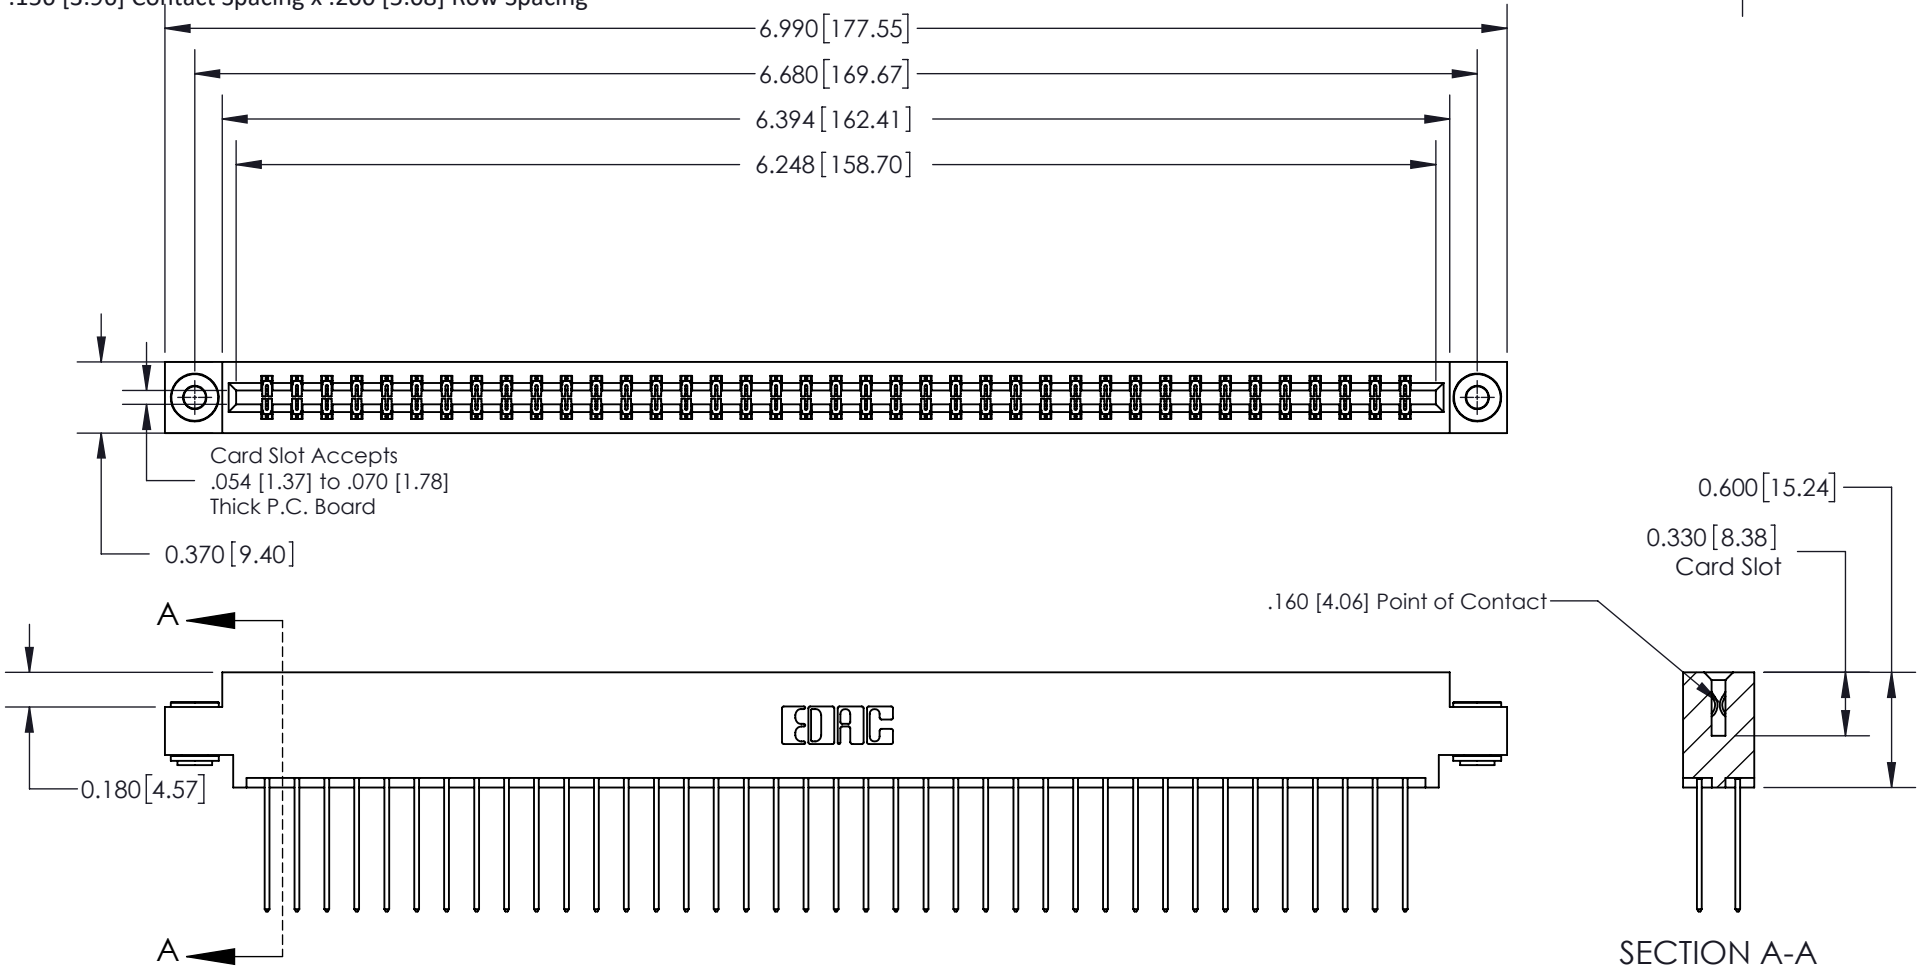 .156 [3.96] Contact Spacing x .200 [5.08] Row Spacing
6.990 [177.55]
6.680 [169.67]
6.394 [162.41]
6.248 [158.70]
Card Slot Accepts
.054 [1.37] to .070 [1.78]
Thick P.C. Board
0.370 [9.40]
0.600 [15.24]
0.330 [8.38]
Card Slot
.160 [4.06] Point of Contact
A
EDAC
0.180 [4.57]
A
SECTION A-A